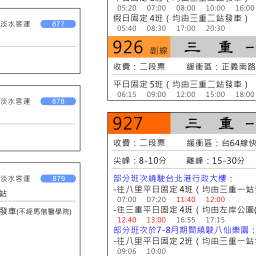 淡水客運 877
淡水客運 878
淡水客運 879
站
發車(不經馬偕醫學院)
05:20 07:00 08:00 10:00 16:00
假日固定4班（均由三重二站發車）
05:40 08:30 17:00 20:30
926 副線 三 重 －
收費：二段票 緩衝區：正義南路
平日固定5班（均由三重二站發車）
06:15 09:00 12:00 15:00 18:00
927 三 重 －
收費：二段票 緩衝區：台64線快
尖峰：8-10分 離峰：15-30分
部分班次繞駛台北港行政大樓：
-往八里平日固定4班（均由三重一站
07:00 07:20 11:40 12:00
-往三重平日固定4班（均由左岸公園(
12:40 13:00 16:55 17:15
部分班次於7-8月期間繞駛八仙樂園：
-往八里平日固定2班（均由三重一站
09:06 10:00